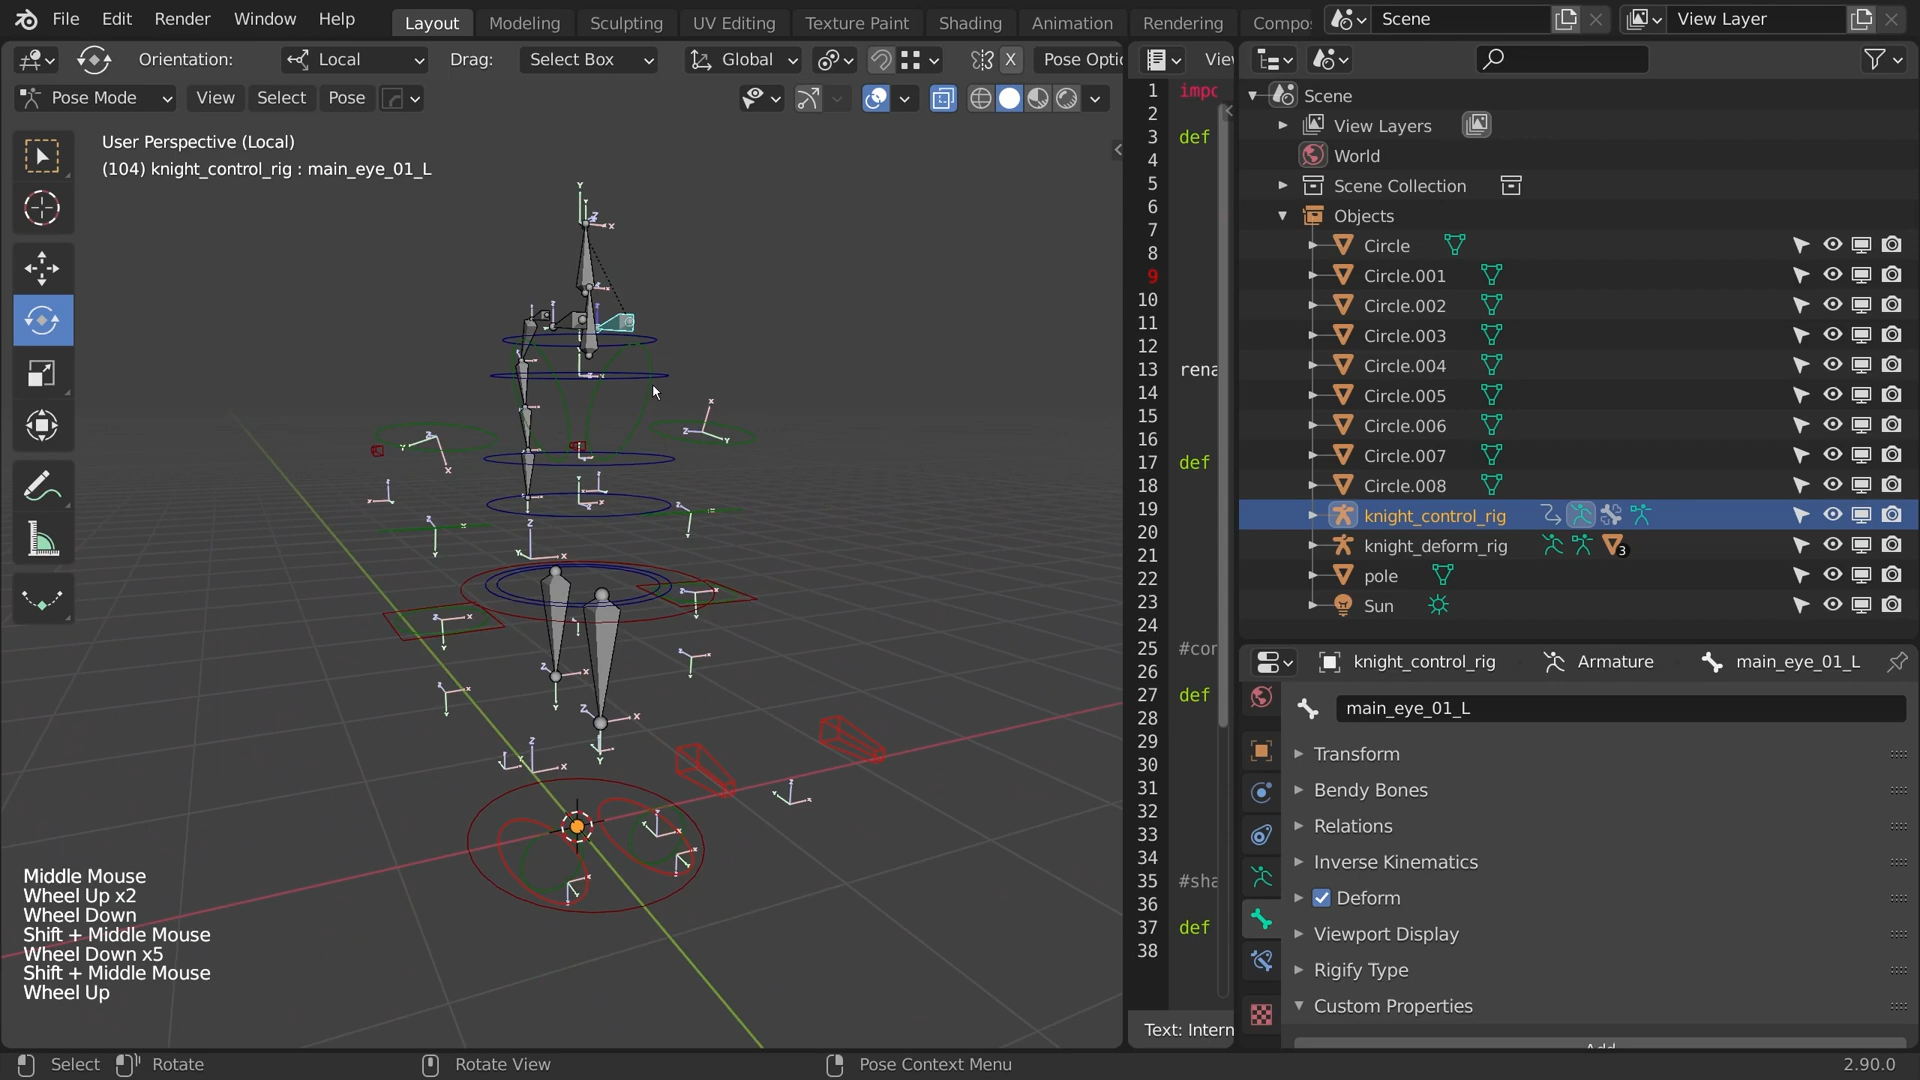 File Edit Render Window Help Layout Modeling Sculpting UV Editing Texture Paint Shading Animation Rendering Compos Scene View Layer
Orientation: Local Drag: Select Box Global X Pose Optic Vie
Pose Mode View Select Pose
User Perspective (Local)
(104) knight_control_rig : main_eye_01_L
Middle Mouse
Wheel Up x2
Wheel Down
Shift + Middle Mouse
Wheel Down x5
Shift + Middle Mouse
Wheel Up
1 impo
2
3 def
4
5
6
7
8
9
10
11
12
13 rena
14
15
16
17 def
18
19
20
21
22
23
24
25 #con
26
27 def
28
29
30
31
32
33
34
35 #sha
36
37 def
38
Text: Intern
Scene
View Layers
World
Scene Collection
Objects
Circle
Circle.001
Circle.002
Circle.003
Circle.004
Circle.005
Circle.006
Circle.007
Circle.008
knight_control_rig
knight_deform_rig 3
pole
Sun
knight_control_rig Armature main_eye_01_L
main_eye_01_L
Transform
Bendy Bones
Relations
Inverse Kinematics
Deform
Viewport Display
Rigify Type
Custom Properties
Add
Select Rotate Rotate View Pose Context Menu 2.90.0